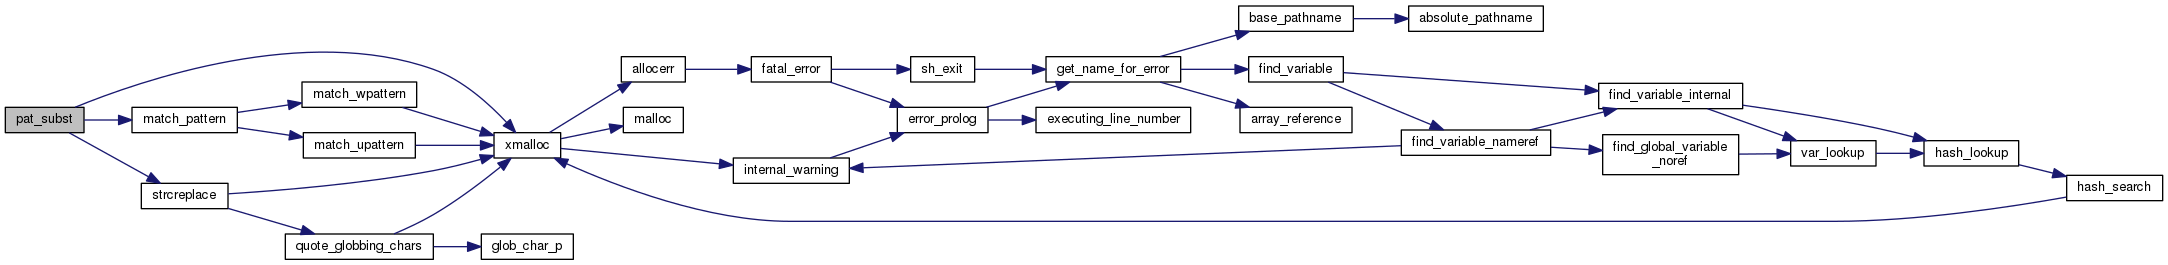 pat_subst
match_pattern
strcreplace
match_wpattern
match_upattern
quote_globbing_chars
xmalloc
glob_char_p
allocerr
malloc
internal_warning
fatal_error
sh_exit
error_prolog
get_name_for_error
executing_line_number
base_pathname
find_variable
array_reference
absolute_pathname
find_variable_nameref
find_variable_internal
find_global_variable
_noref
var_lookup
hash_lookup
hash_search